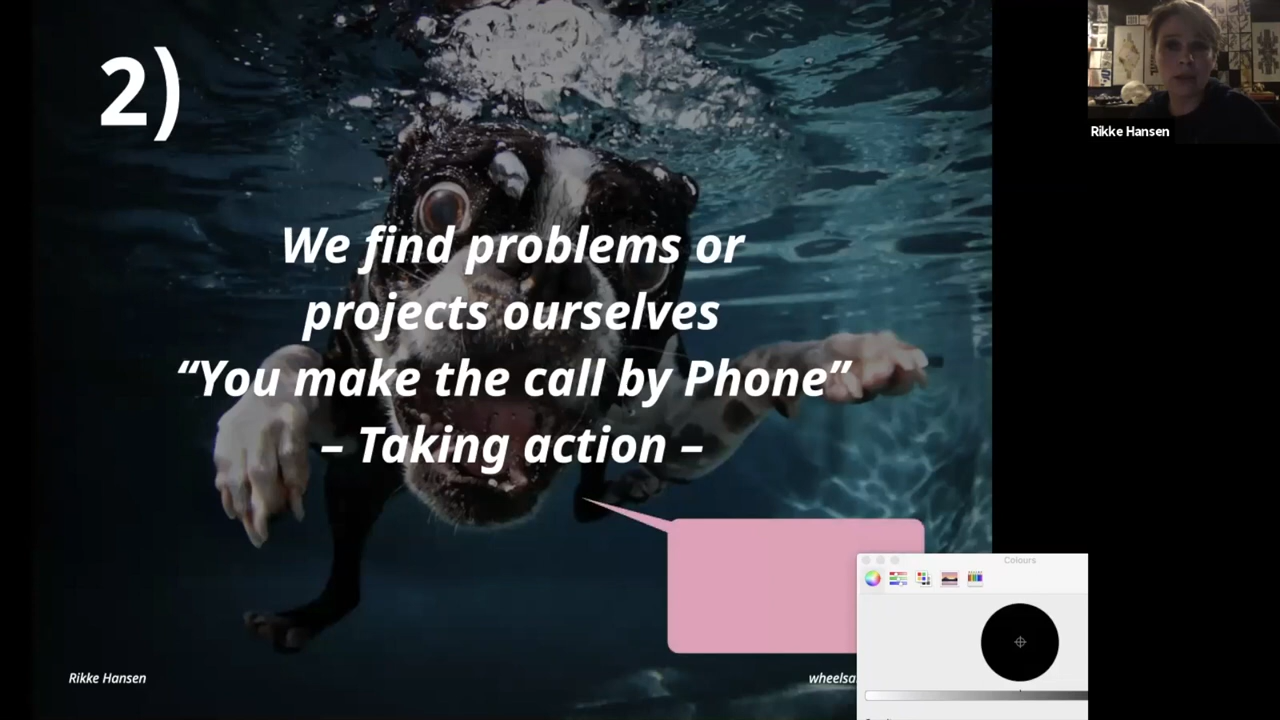 2)
We find problems or
projects ourselves
“You make the call by Phone”
– Taking action –
Rikke Hansen
Rikke Hansen
Colours